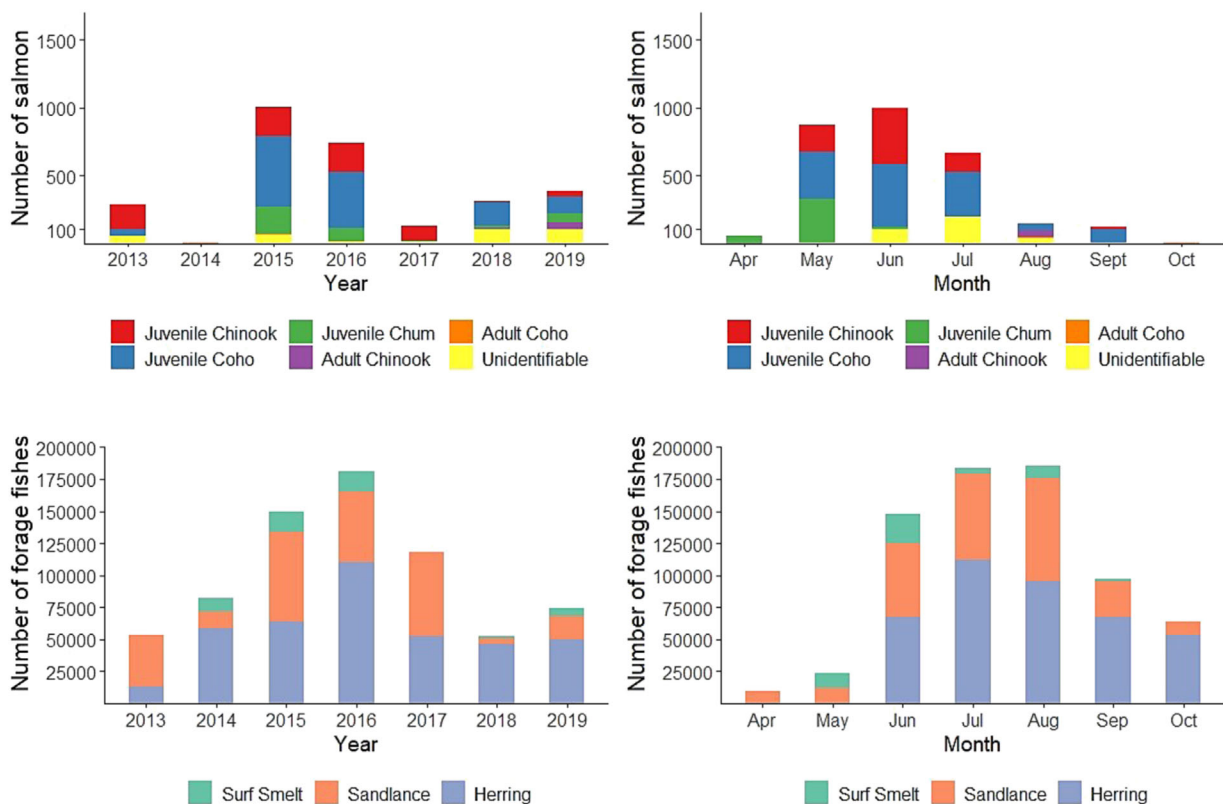 Number of salmon
1500
1000
500
100
2013 2014 2015 2016 2017 2018 2019
Year
Juvenile Chinook Juvenile Chum Adult Coho
Juvenile Coho Adult Chinook Unidentifiable
Number of salmon
1500
1000
500
100
Apr May Jun Jul Aug Sept Oct
Month
Juvenile Chinook Juvenile Chum Adult Coho
Juvenile Coho Adult Chinook Unidentifiable
Number of forage fishes
200000
175000
150000
125000
100000
75000
50000
25000
2013 2014 2015 2016 2017 2018 2019
Year
Surf Smelt Sandlance Herring
Number of forage fishes
200000
175000
150000
125000
100000
75000
50000
25000
Apr May Jun Jul Aug Sep Oct
Month
Surf Smelt Sandlance Herring